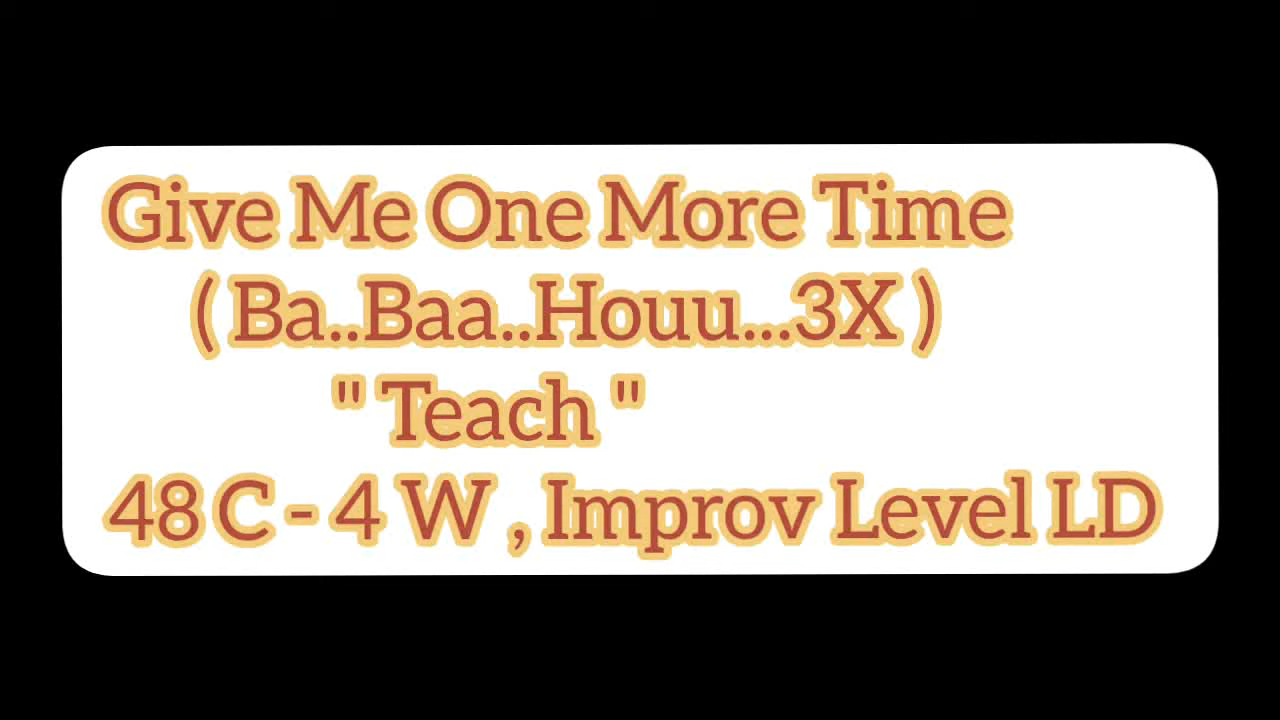 Give Me One More Time
( Ba..Baa..Houu...3X )
" Teach "
48 C - 4 W , Improv Level LD